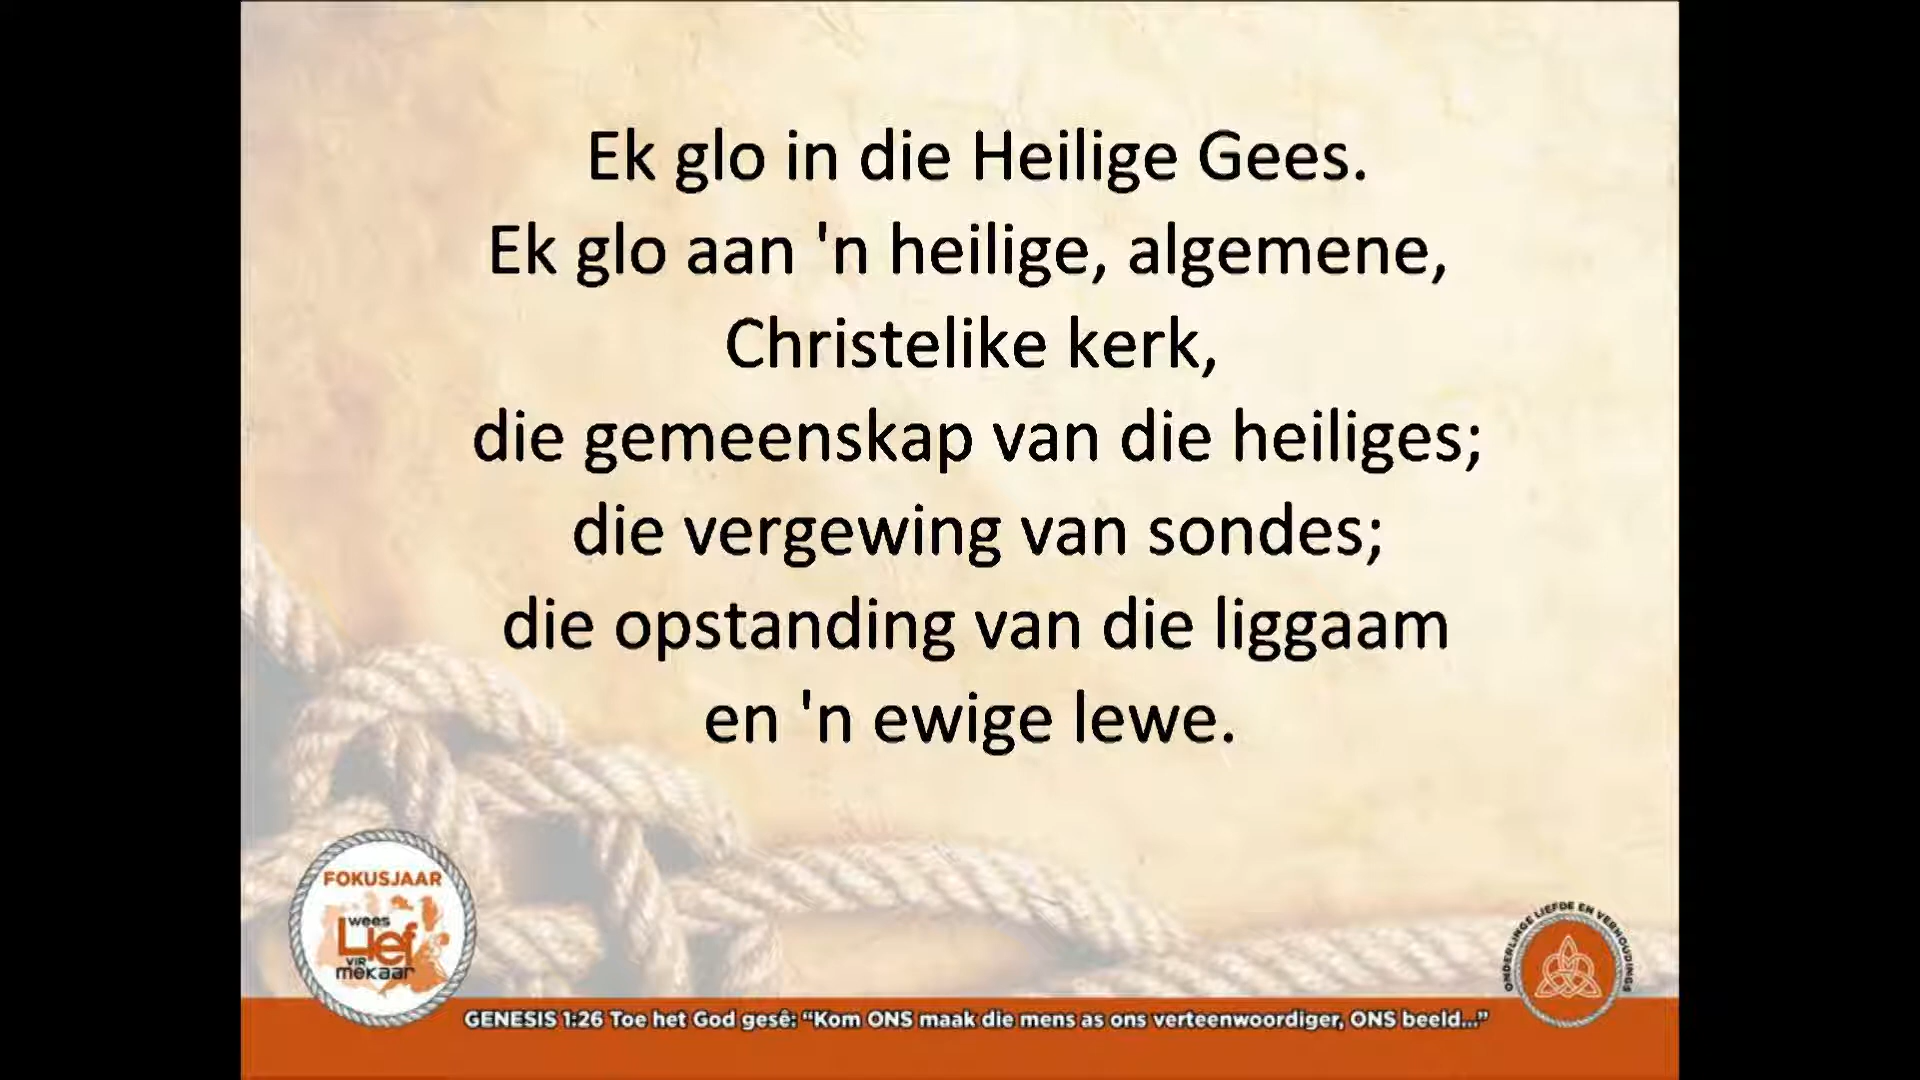 Ek glo in die Heilige Gees.
Ek glo aan 'n heilige, algemene,
Christelike kerk,
die gemeenskap van die heiliges;
die vergewing van sondes;
die opstanding van die liggaam
en 'n ewige lewe.
FOKUSJAAR
wees
Lief
VIR
mekaar
ONDERLINGE LIEFDE EN VERHOUDINGS
GENESIS 1:26 Toe het God gesê: “Kom ONS maak die mens as ons verteenwoordiger, ONS beeld...”